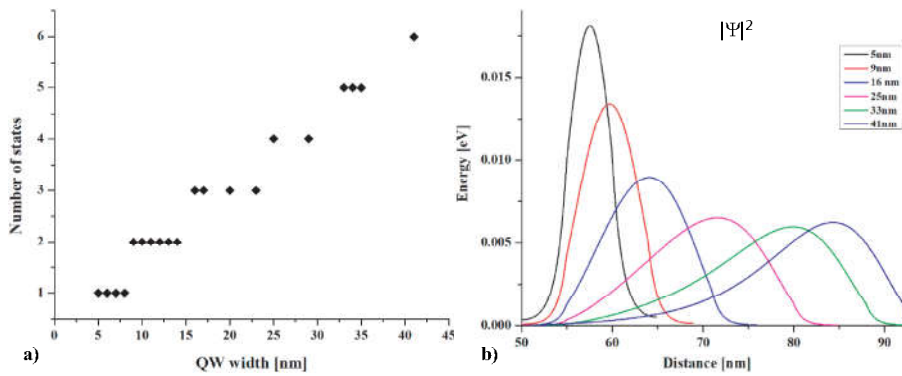 6
5
4
3
2
1
Number of states
0
5
10
15
20
25
30
35
40
45
QW width [nm]
a)
|Ψ|²
5nm
9nm
16 nm
25nm
33nm
41nm
0.015
0.010
0.005
0.000
Energy [eV]
50
60
70
80
90
Distance [nm]
b)